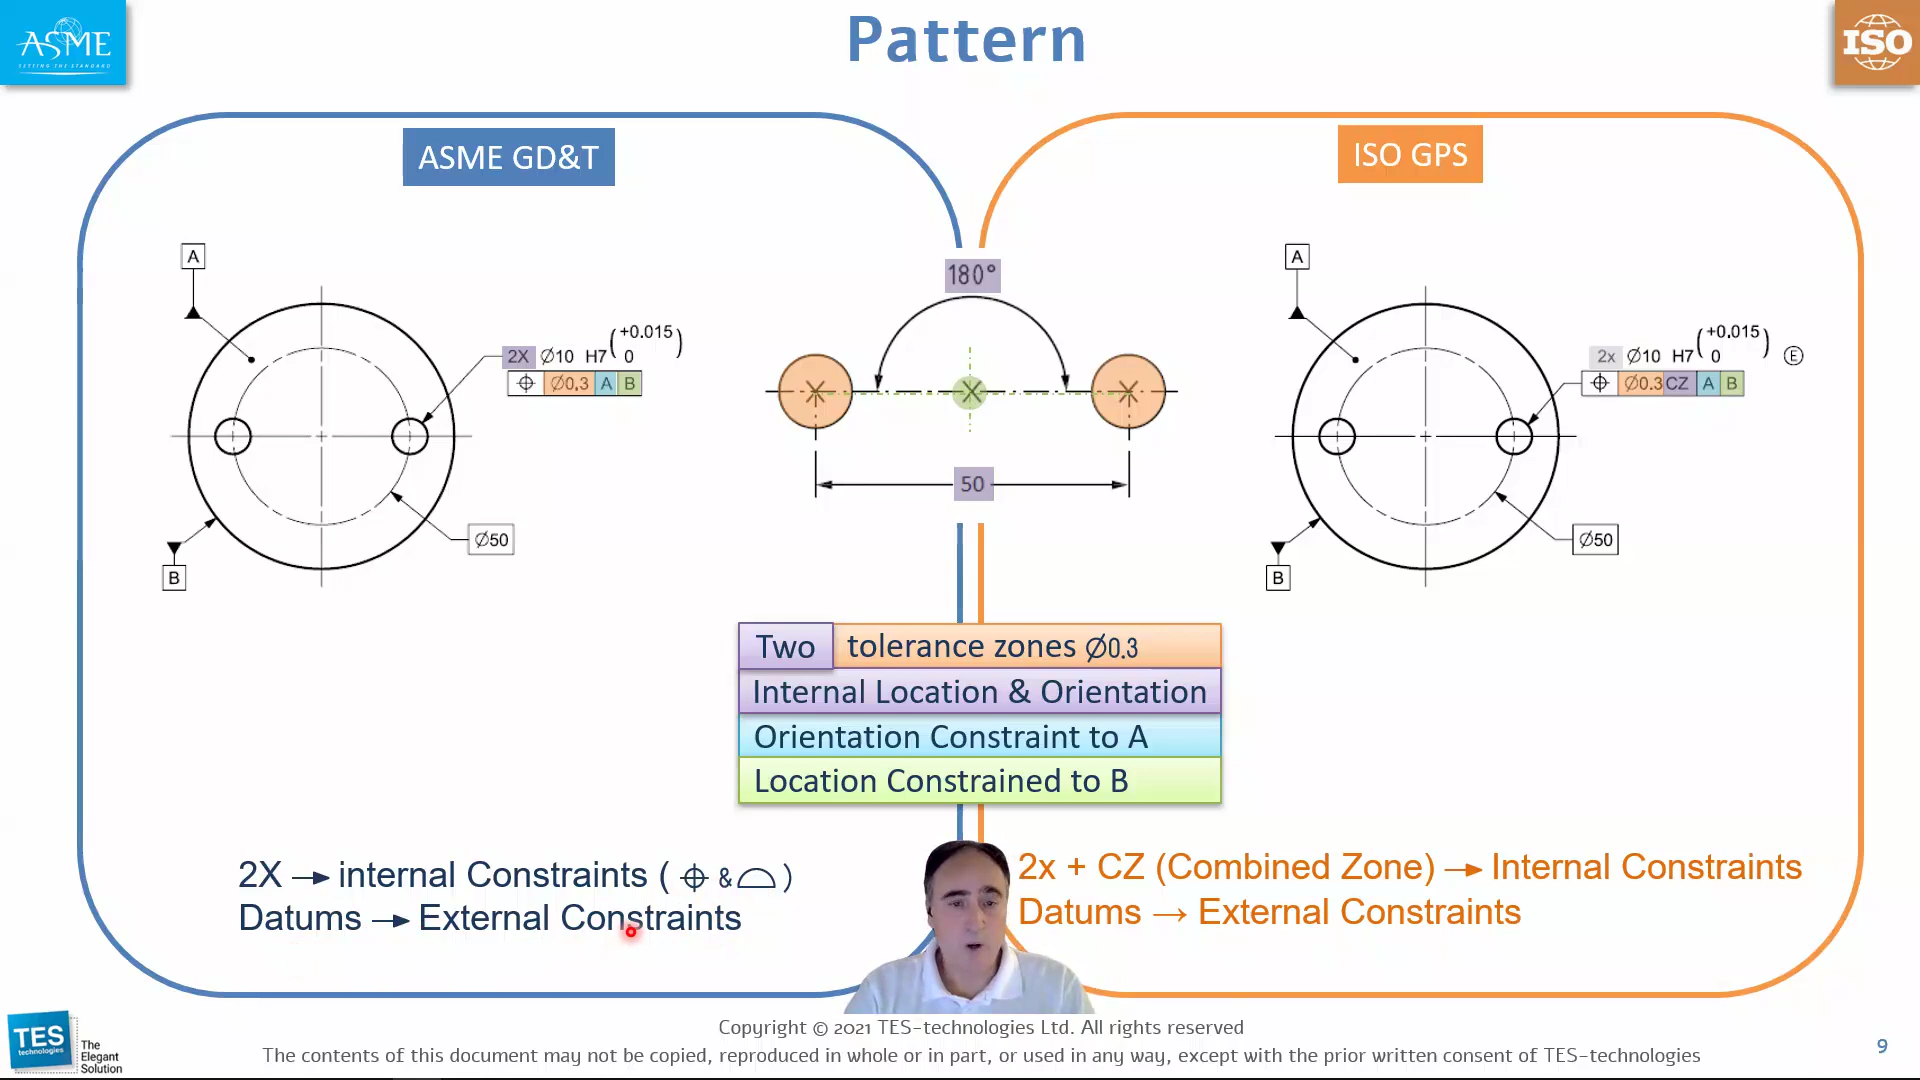 ASME
SETTING THE STANDARD
Pattern
ISO
ASME GD&T
ISO GPS
A
2X Ø10 H7 ( +0.015 0 )
⌖ Ø0,3 A B
Ø50
B
180°
50
A
2x Ø10 H7 ( +0.015 0 ) Ⓔ
⌖ Ø0.3 CZ A B
Ø50
B
Two tolerance zones Ø0.3
Internal Location & Orientation
Orientation Constraint to A
Location Constrained to B
2X → internal Constraints ( ⌖ & ⌓ )
Datums → External Constraints
2x + CZ (Combined Zone) → Internal Constraints
Datums → External Constraints
TES
technologies
The
Elegant
Solution
Copyright © 2021 TES-technologies Ltd. All rights reserved
The contents of this document may not be copied, reproduced in whole or in part, or used in any way, except with the prior written consent of TES-technologies
9